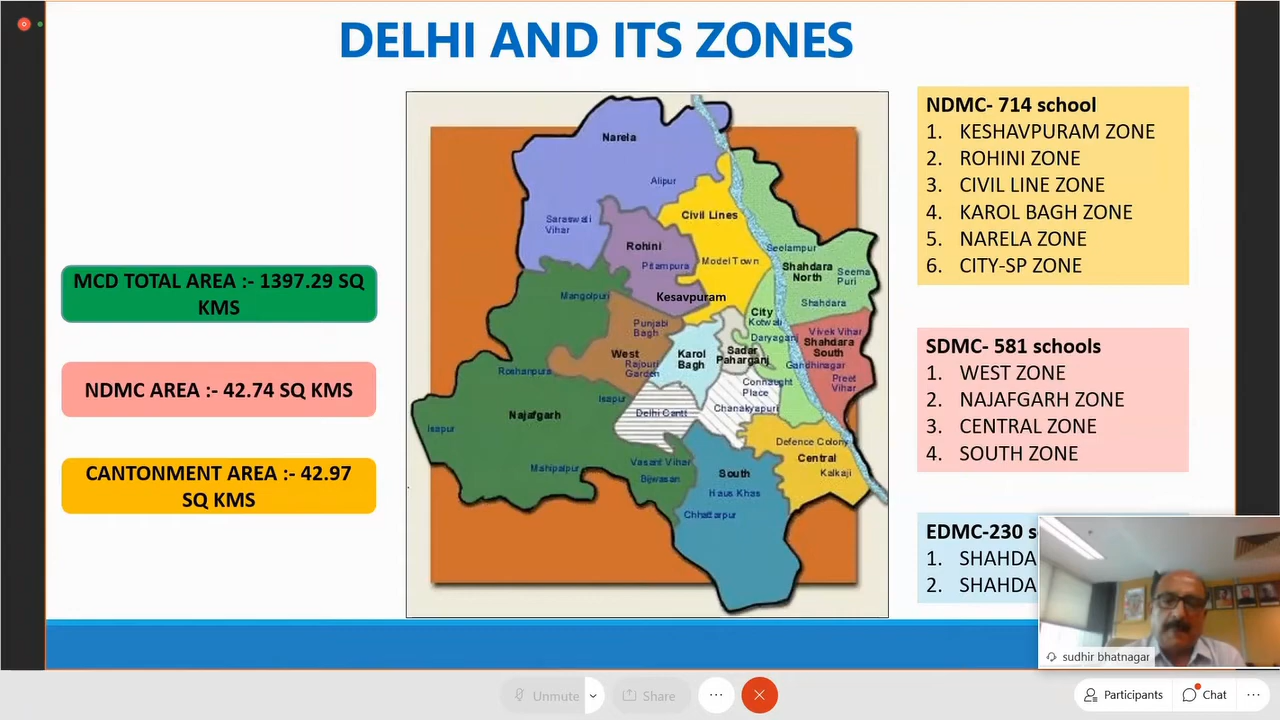 DELHI AND ITS ZONES
MCD TOTAL AREA :- 1397.29 SQ
KMS
NDMC AREA :- 42.74 SQ KMS
CANTONMENT AREA :- 42.97
SQ KMS
Narela
Alipur
Saraswali
Vihar
Civil Lines
Rohini
Pitampura
Model Town
Seelampur
Shahdara
North
Seema
Puri
Shahdara
Mangolpuri
Kesavpuram
City
Kotwali
Daryaganj
Punjabi
Bagh
West
Rajouri
Garden
Karol
Bagh
Sadar
Paharganj
Vivek Vihar
Shahdara
South
Gandhinagar
Preet
Vihar
Roshanpura
Connaught
Place
Chanakyapuri
Isapur
Delhi Cantt
Najafgarh
Isapur
Defence Colony
Central
Kalkaji
Mahipalpur
Vasant Vihar
Bijwasan
South
Haus Khas
Chhattarpur
NDMC- 714 school
1. KESHAVPURAM ZONE
2. ROHINI ZONE
3. CIVIL LINE ZONE
4. KAROL BAGH ZONE
5. NARELA ZONE
6. CITY-SP ZONE
SDMC- 581 schools
1. WEST ZONE
2. NAJAFGARH ZONE
3. CENTRAL ZONE
4. SOUTH ZONE
EDMC-230 s
1. SHAHDA
2. SHAHDA
sudhir bhatnagar
Unmute
Share
Participants
Chat